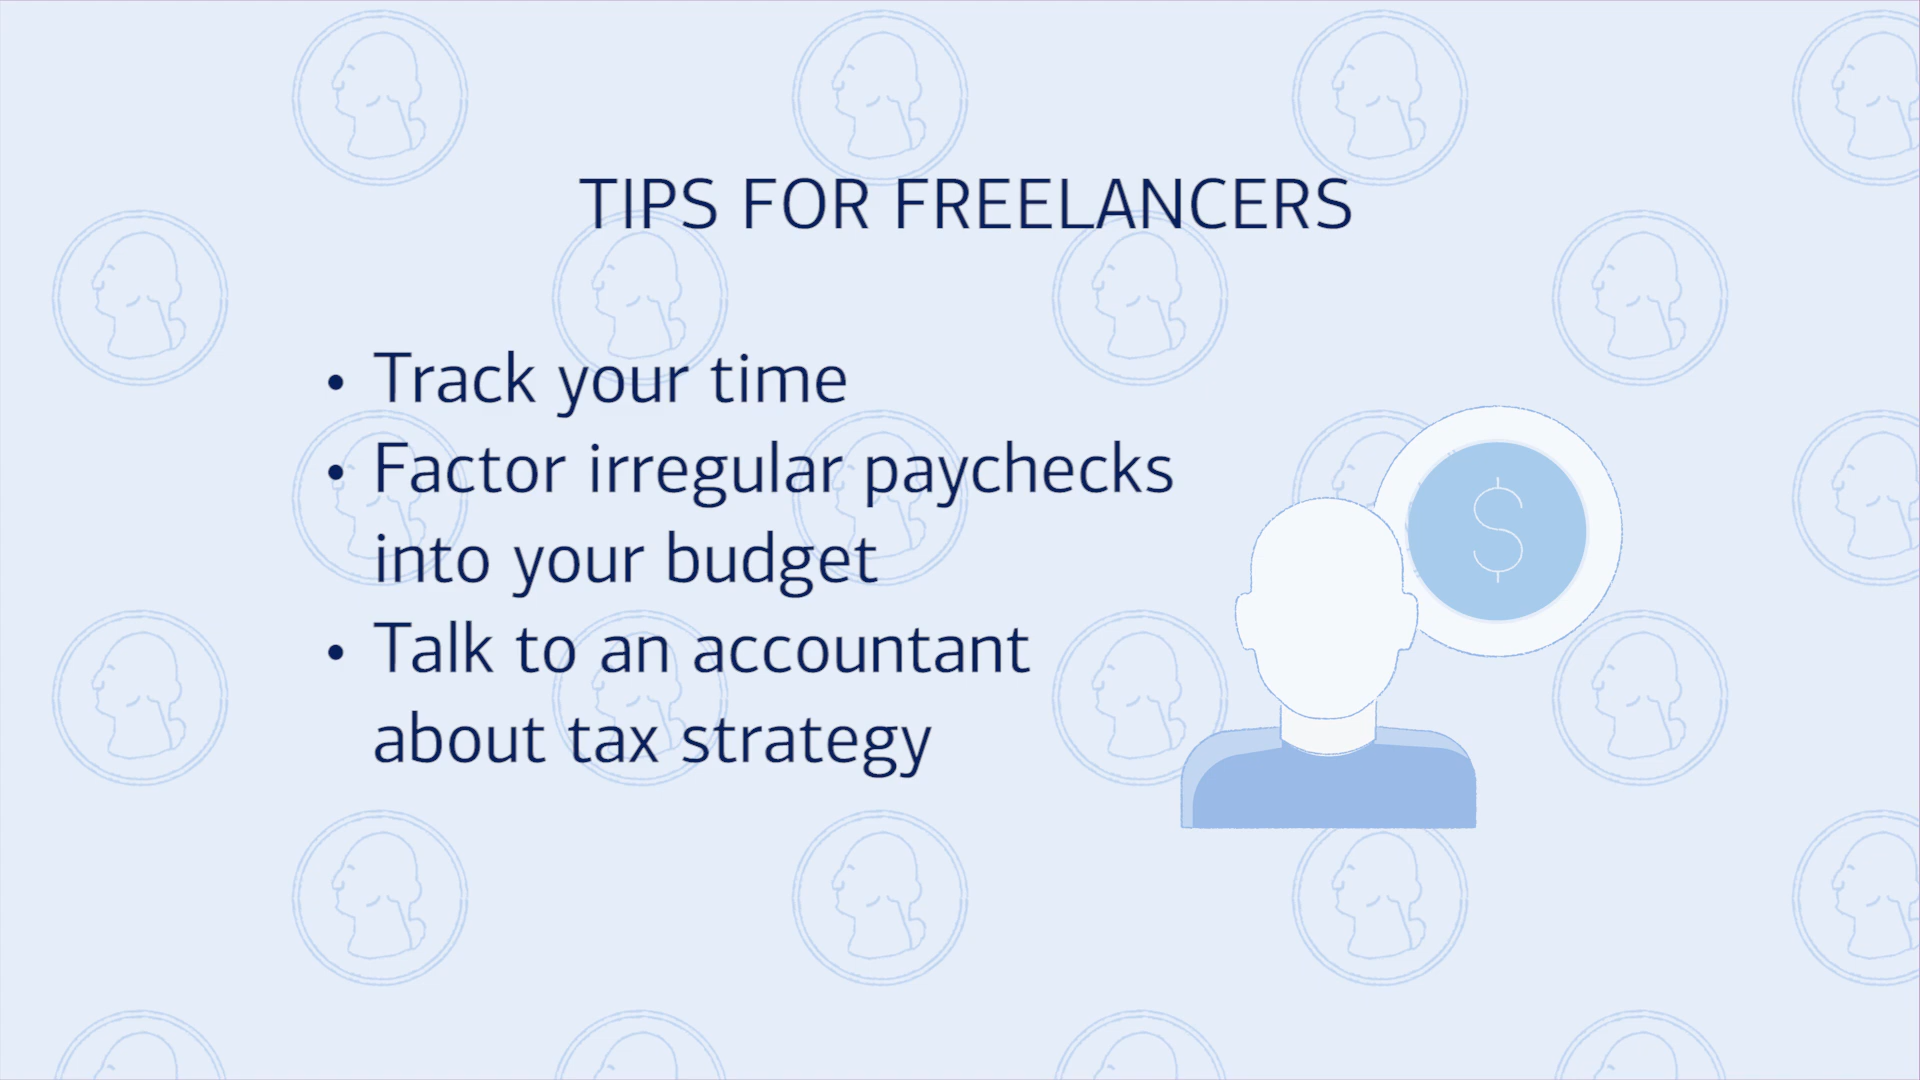 TIPS FOR FREELANCERS
• Track your time
• Factor irregular paychecks
into your budget
• Talk to an accountant
about tax strategy
$